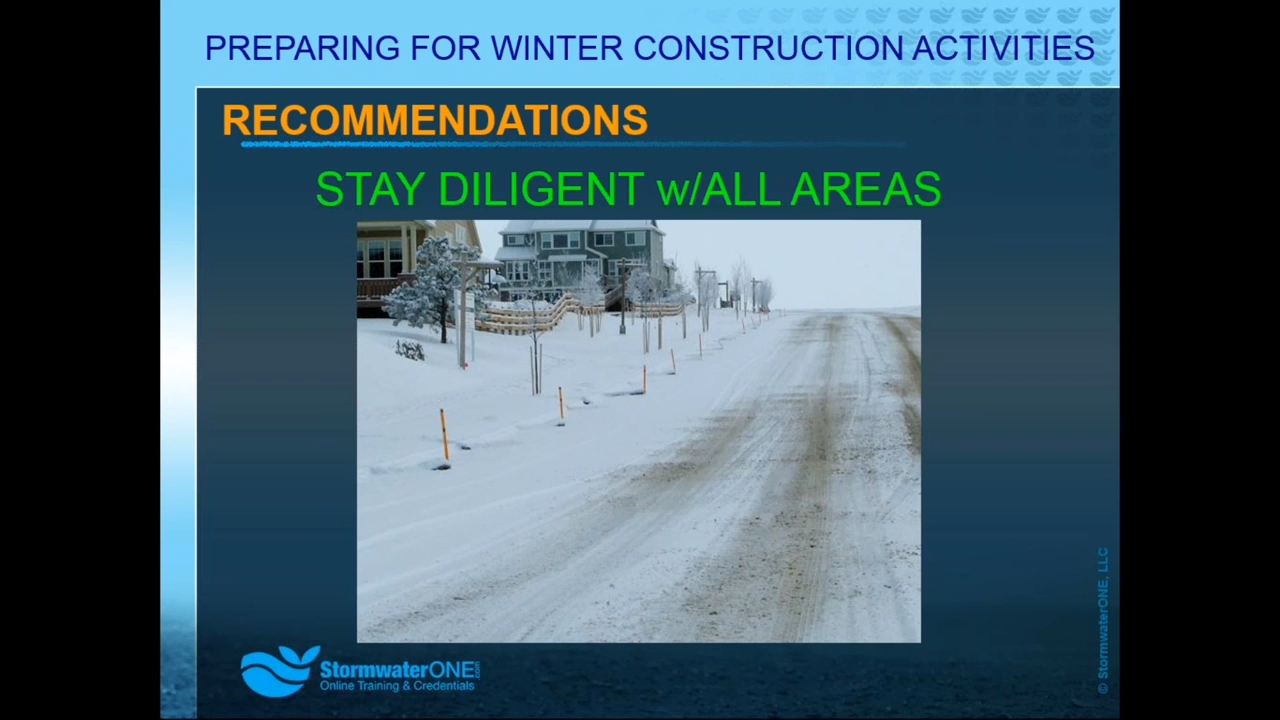 PREPARING FOR WINTER CONSTRUCTION ACTIVITIES
RECOMMENDATIONS
STAY DILIGENT w/ALL AREAS
StormwaterONE.com
Online Training & Credentials
© StormwaterONE, LLC